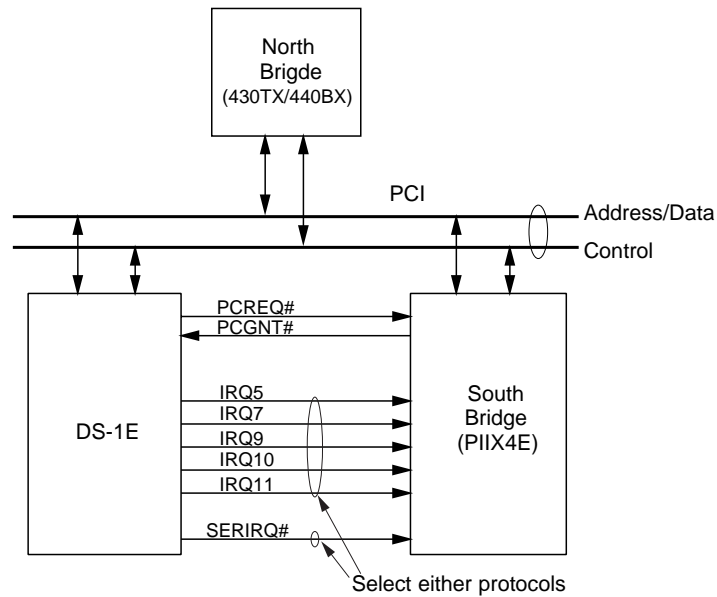 North
Brigde
(430TX/440BX)
PCI
Address/Data
Control
PCREQ#
PCGNT#
IRQ5
IRQ7
IRQ9
IRQ10
IRQ11
SERIRQ#
DS-1E
South
Bridge
(PIIX4E)
Select either protocols